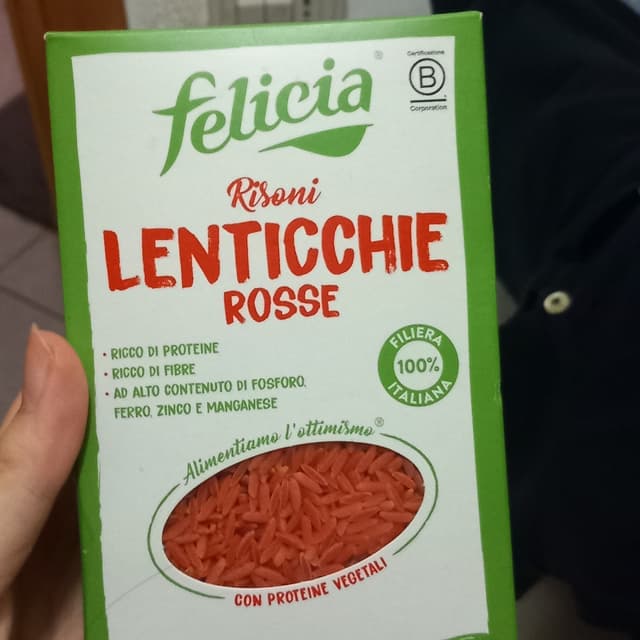 felicia®
Certificazione
B
Corporation
Risoni
LENTICCHIE
ROSSE
• RICCO DI PROTEINE
• RICCO DI FIBRE
• AD ALTO CONTENUTO DI FOSFORO,
FERRO, ZINCO E MANGANESE
FILIERA
100%
ITALIANA
Alimentiamo l'ottimismo®
CON PROTEINE VEGETALI